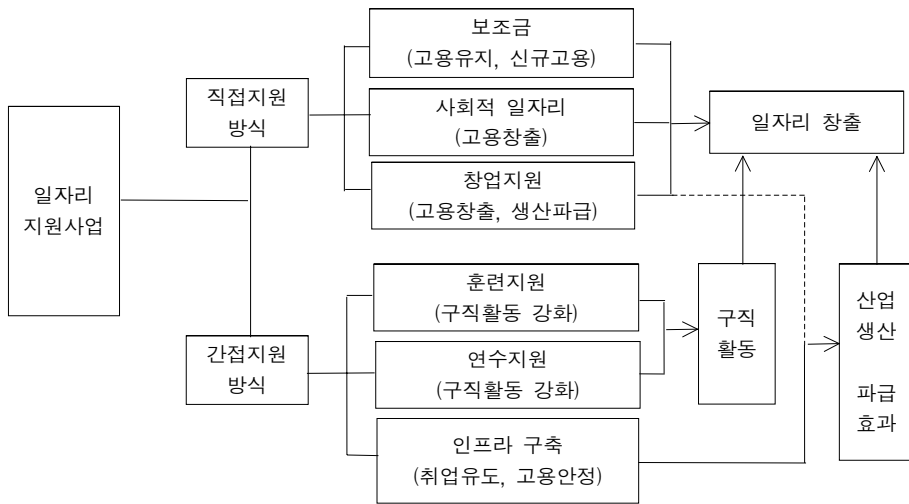 보조금
(고용유지, 신규고용)
직접지원
방식
사회적 일자리
(고용창출)
일자리 창출
창업지원
(고용창출, 생산파급)
일자리
지원사업
훈련지원
(구직활동 강화)
구직
활동
산업
생산
파급
효과
간접지원
방식
연수지원
(구직활동 강화)
인프라 구축
(취업유도, 고용안정)